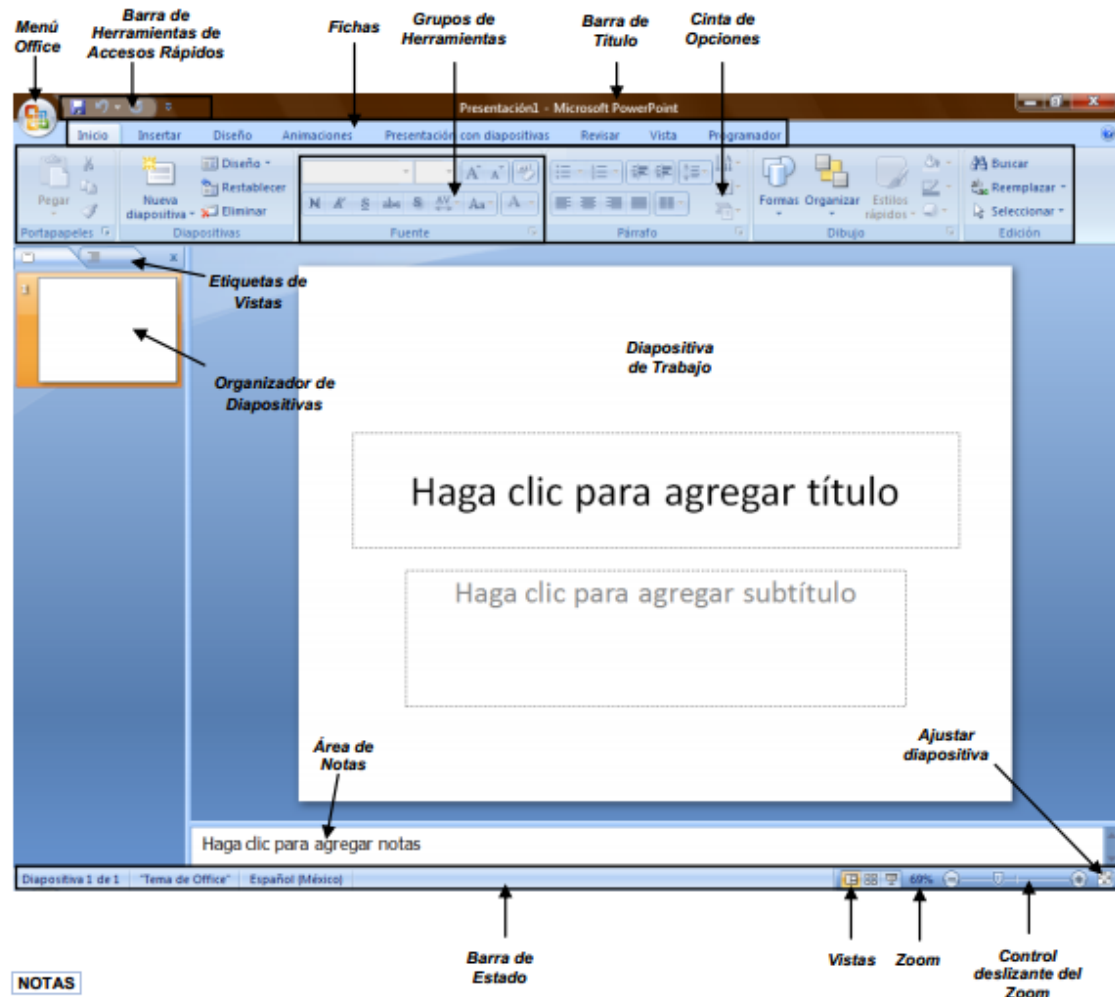 Menú
Office
Barra de
Herramientas de
Accesos Rápidos
Fichas
Grupos de
Herramientas
Barra de
Título
Cinta de
Opciones
Presentación1 - Microsoft PowerPoint
Inicio Insertar Diseño Animaciones Presentación con diapositivas Revisar Vista Programador
Pegar
Portapapeles
Nueva
diapositiva
Diseño
Restablecer
Eliminar
Diapositivas
N K S abe S AV Aa A
A A
Fuente
Párrafo
Formas Organizar Estilos
rápidos
Dibujo
Buscar
Reemplazar
Seleccionar
Edición
Etiquetas de
Vistas
1
Organizador de
Diapositivas
Diapositiva
de Trabajo
Haga clic para agregar título
Haga clic para agregar subtítulo
Área de
Notas
Ajustar
diapositiva
Haga clic para agregar notas
Diapositiva 1 de 1 "Tema de Office" Español (México) 69%
Barra de
Estado
Vistas
Zoom
Control
deslizante del
Zoom
NOTAS